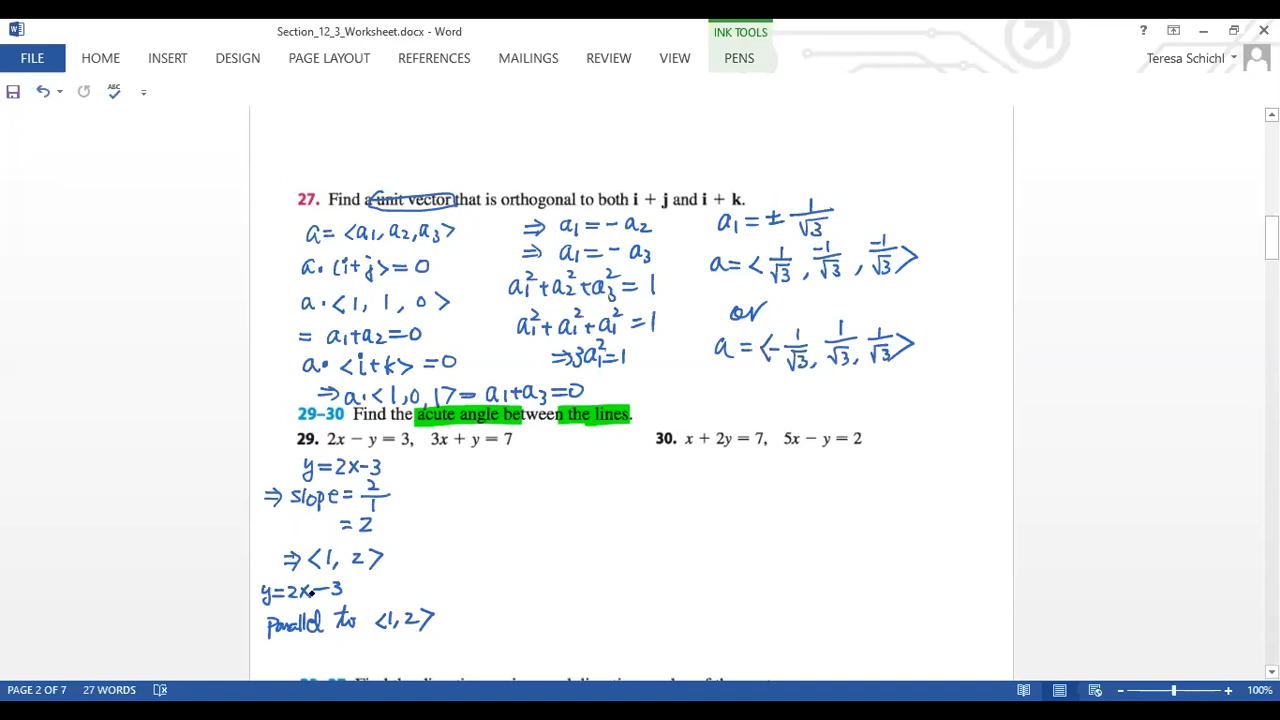 Section_12_3_Worksheet.docx - Word
INK TOOLS
?
FILE HOME INSERT DESIGN PAGE LAYOUT REFERENCES MAILINGS REVIEW VIEW PENS Teresa Schichl
ABC
27. Find a unit vector that is orthogonal to both i + j and i + k.
a = <a₁, a₂, a₃>
a · <i+j> = 0
a · <1, 1, 0>
= a₁+a₂ = 0
a · <i+k> = 0
⇒ a · <1, 0, 1> = a₁+a₃ = 0
⇒ a₁ = -a₂
⇒ a₁ = -a₃
a₁² + a₂² + a₃² = 1
a₁² + a₁² + a₁² = 1
⇒ 3a₁² = 1
a₁ = ± 1/√3
a = <1/√3, -1/√3, -1/√3>
or
a = <-1/√3, 1/√3, 1/√3>
29–30 Find the acute angle between the lines.
29. 2x − y = 3, 3x + y = 7
30. x + 2y = 7, 5x − y = 2
y = 2x-3
⇒ slope = 2/1
= 2
⇒ <1, 2>
y = 2x-3
parallel to <1, 2>
PAGE 2 OF 7 27 WORDS 100%